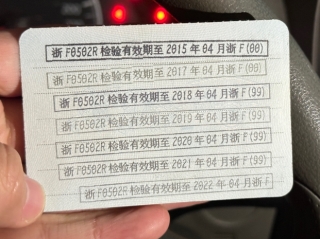 浙 F0502R 检验有效期至 2015 年 04 月浙 F(00)
浙 F0502R 检验有效期至 2017 年 04 月浙 F(00)
浙 F0502R 检验有效期至 2018 年 04 月浙 F(99)
浙 F0502R 检验有效期至 2019 年 04 月浙 F(99)
浙 F0502R 检验有效期至 2020 年 04 月浙 F(99)
浙 F0502R 检验有效期至 2021 年 04 月浙 F(99)
浙 F0502R 检验有效期至 2022 年 04 月浙 F